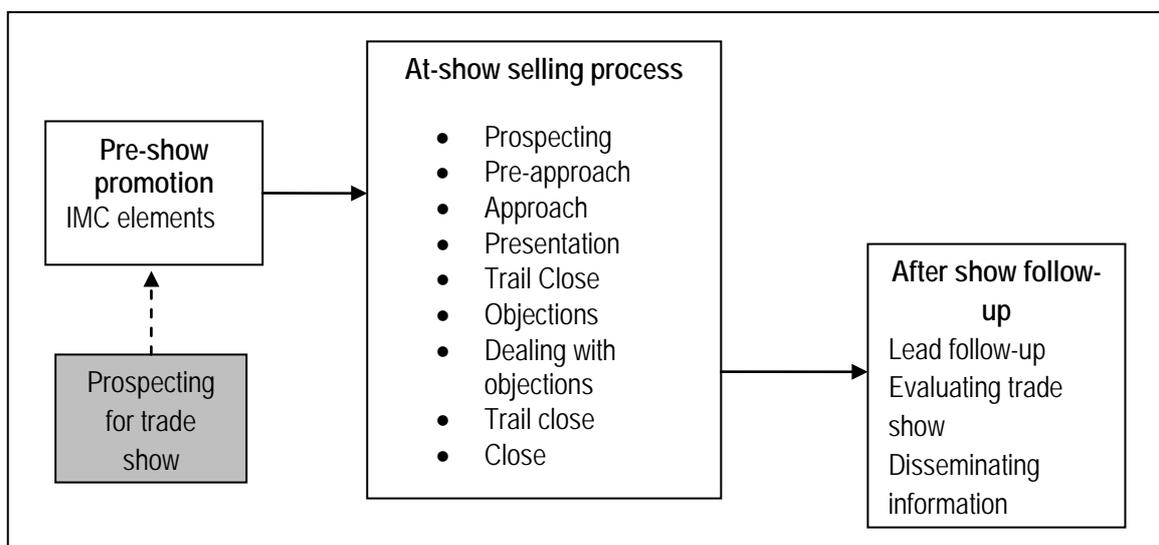 Pre-show
promotion
IMC elements
Prospecting
for trade
show
At-show selling process
● Prospecting
● Pre-approach
● Approach
● Presentation
● Trail Close
● Objections
● Dealing with
objections
● Trail close
● Close
After show follow-
up
Lead follow-up
Evaluating trade
show
Disseminating
information